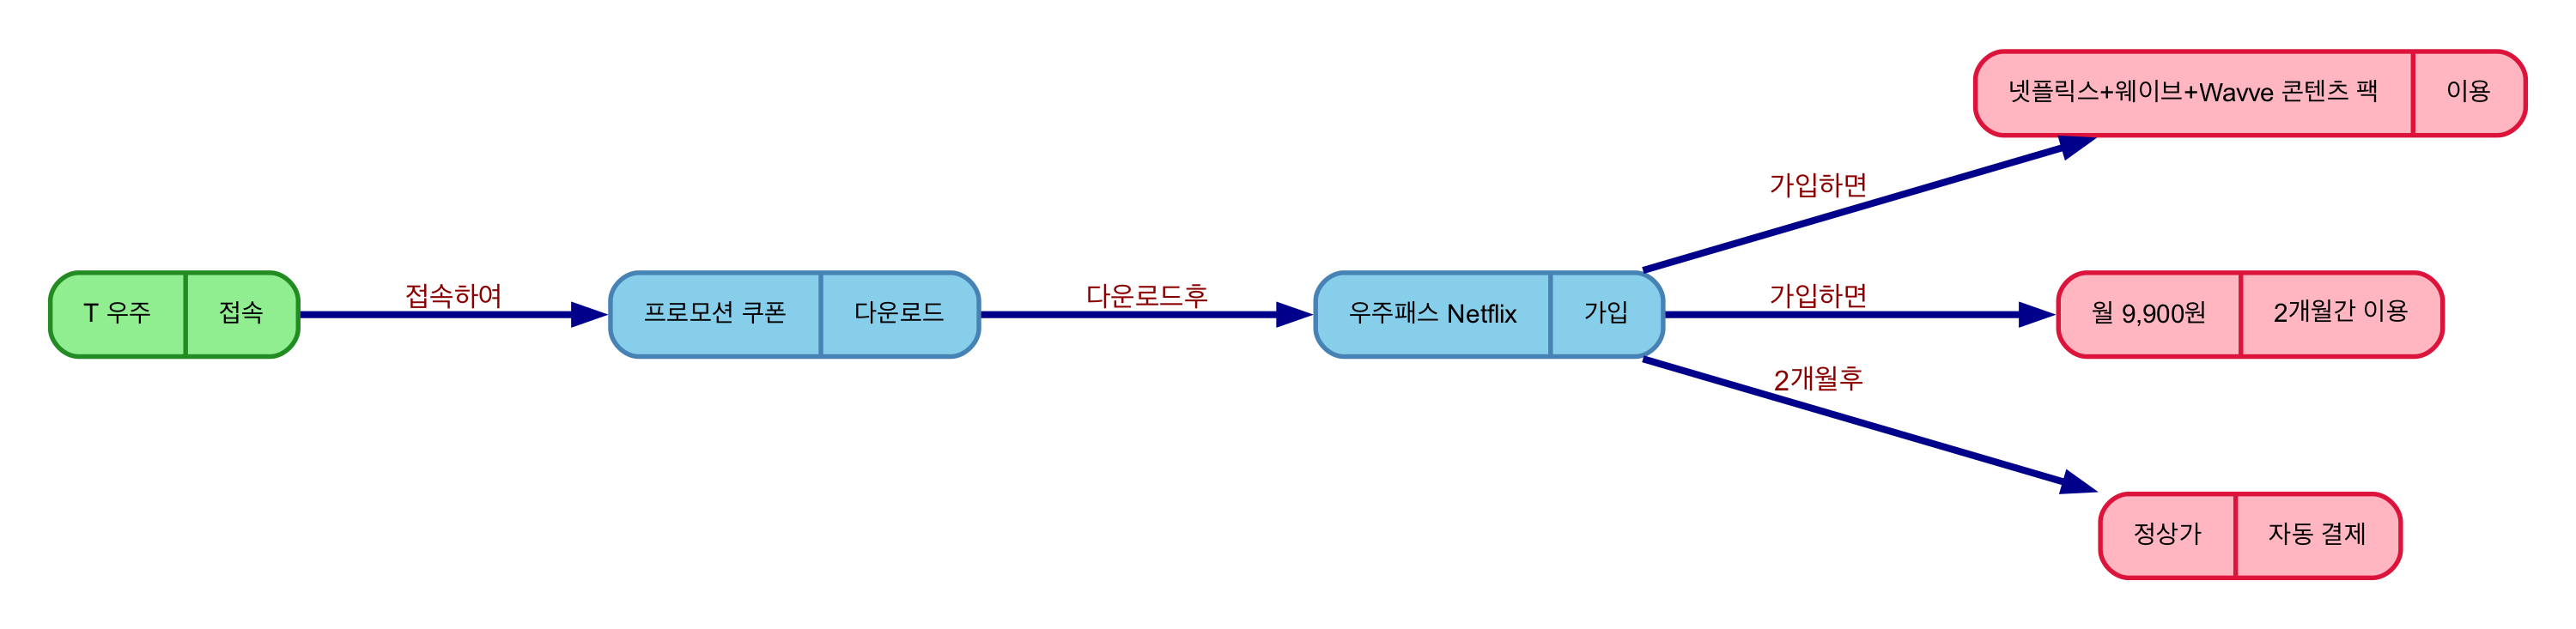 넷플릭스+웨이브+Wavve 콘텐츠 팩 이용
가입하면
T 우주 접속
접속하여
프로모션 쿠폰 다운로드
다운로드후
우주패스 Netflix 가입
가입하면
월 9,900원 2개월간 이용
2개월후
정상가 자동 결제